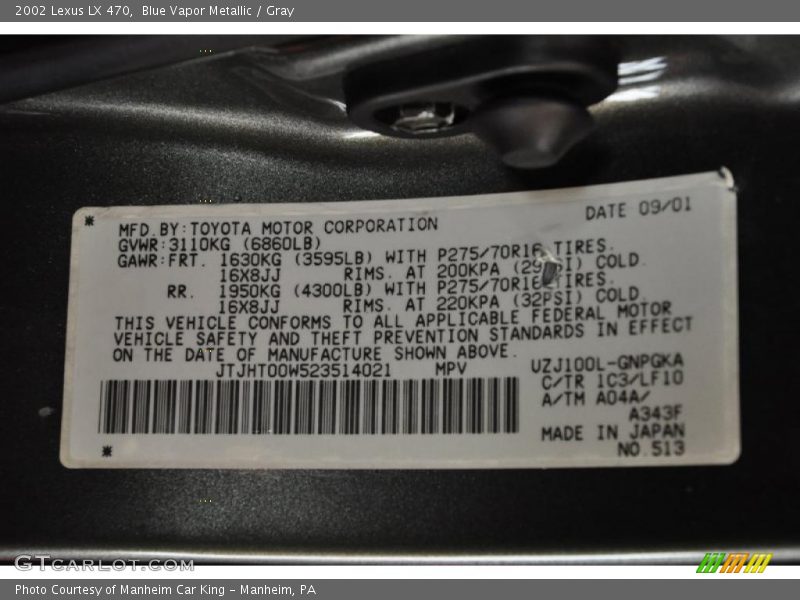 2002 Lexus LX 470,  Blue Vapor Metallic / Gray
* DATE 09/01
MFD.BY:TOYOTA MOTOR CORPORATION
GVWR:3110KG (6860LB)
GAWR:FRT. 1630KG (3595LB) WITH P275/70R16 TIRES.
16X8JJ RIMS. AT 200KPA (29PSI) COLD.
RR. 1950KG (4300LB) WITH P275/70R16 TIRES.
16X8JJ RIMS. AT 220KPA (32PSI) COLD
THIS VEHICLE CONFORMS TO ALL APPLICABLE FEDERAL MOTOR
VEHICLE SAFETY AND THEFT PREVENTION STANDARDS IN EFFECT
ON THE DATE OF MANUFACTURE SHOWN ABOVE.
JTJHT00W523514021 MPV UZJ100L-GNPGKA
C/TR 1C3/LF10
A/TM A04A/
A343F
MADE IN JAPAN
* NO.513
GTCARLOT.COM
Photo Courtesy of Manheim Car King - Manheim, PA